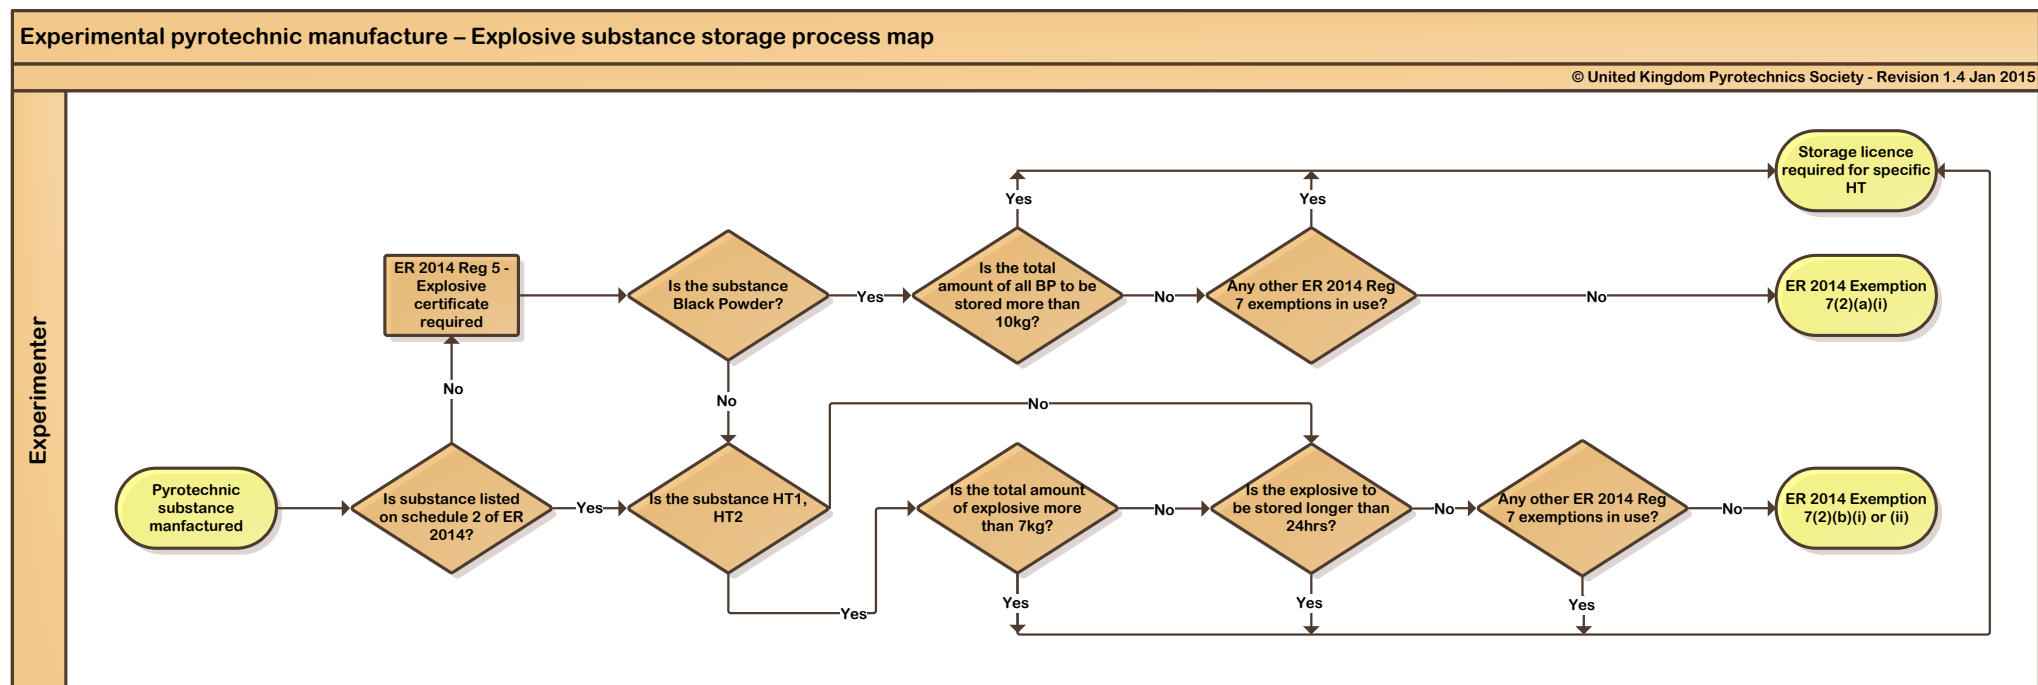 Experimental pyrotechnic manufacture – Explosive substance storage process map
© United Kingdom Pyrotechnics Society - Revision 1.4 Jan 2015
Experimenter
Storage licence
required for specific
HT
Yes
Yes
ER 2014 Reg 5 -
Explosive
certificate
required
Is the substance
Black Powder?
Yes
Is the total
amount of all BP to be
stored more than
10kg?
No
Any other ER 2014 Reg
7 exemptions in use?
No
ER 2014 Exemption
7(2)(a)(i)
No
No
No
Pyrotechnic
substance
manfactured
Is substance listed
on schedule 2 of ER
2014?
Yes
Is the substance HT1,
HT2
Is the total amount
of explosive more
than 7kg?
No
Is the explosive to
be stored longer than
24hrs?
No
Any other ER 2014 Reg
7 exemptions in use?
No
ER 2014 Exemption
7(2)(b)(i) or (ii)
Yes
Yes
Yes
Yes